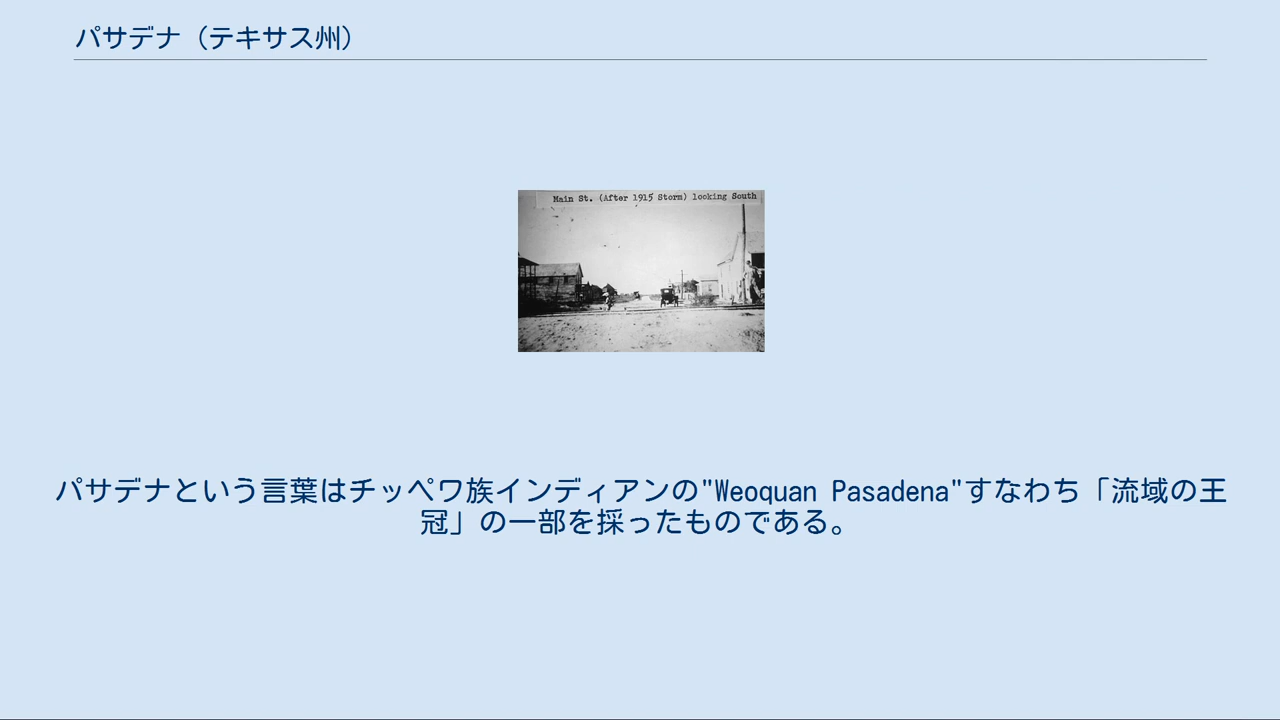 パサデナ（テキサス州）
Main St. (After 1915 Storm) looking South
パサデナという言葉はチッペワ族インディアンの"Weoquan Pasadena"すなわち「流域の王
冠」の一部を採ったものである。